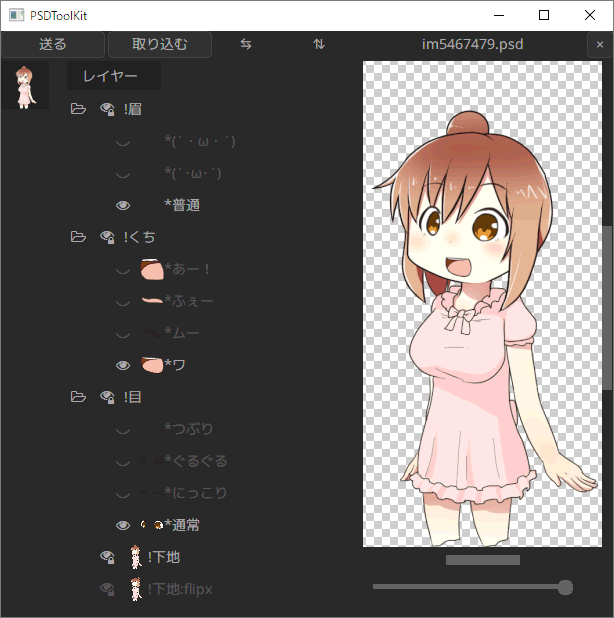 PSDToolKit
送る 取り込む im5467479.psd ×
レイヤー
!眉
*(´・ω・`)
*(`･ω･´)
*普通
!くち
*あー！
*ふぇー
*ムー
*ワ
!目
*つぶり
*ぐるぐる
*にっこり
*通常
!下地
!下地:flipx